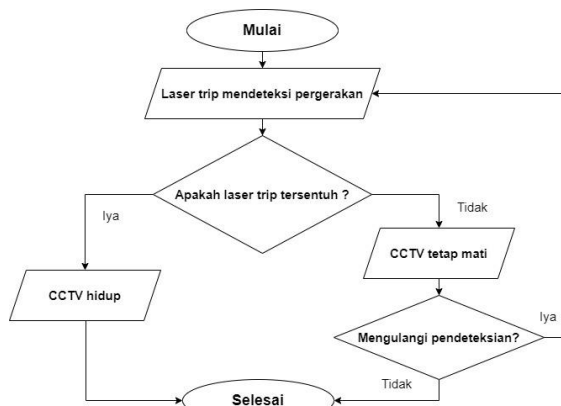 Mulai
Laser trip mendeteksi pergerakan
Apakah laser trip tersentuh ?
Iya
Tidak
CCTV hidup
CCTV tetap mati
Mengulangi pendeteksian?
Iya
Tidak
Selesai